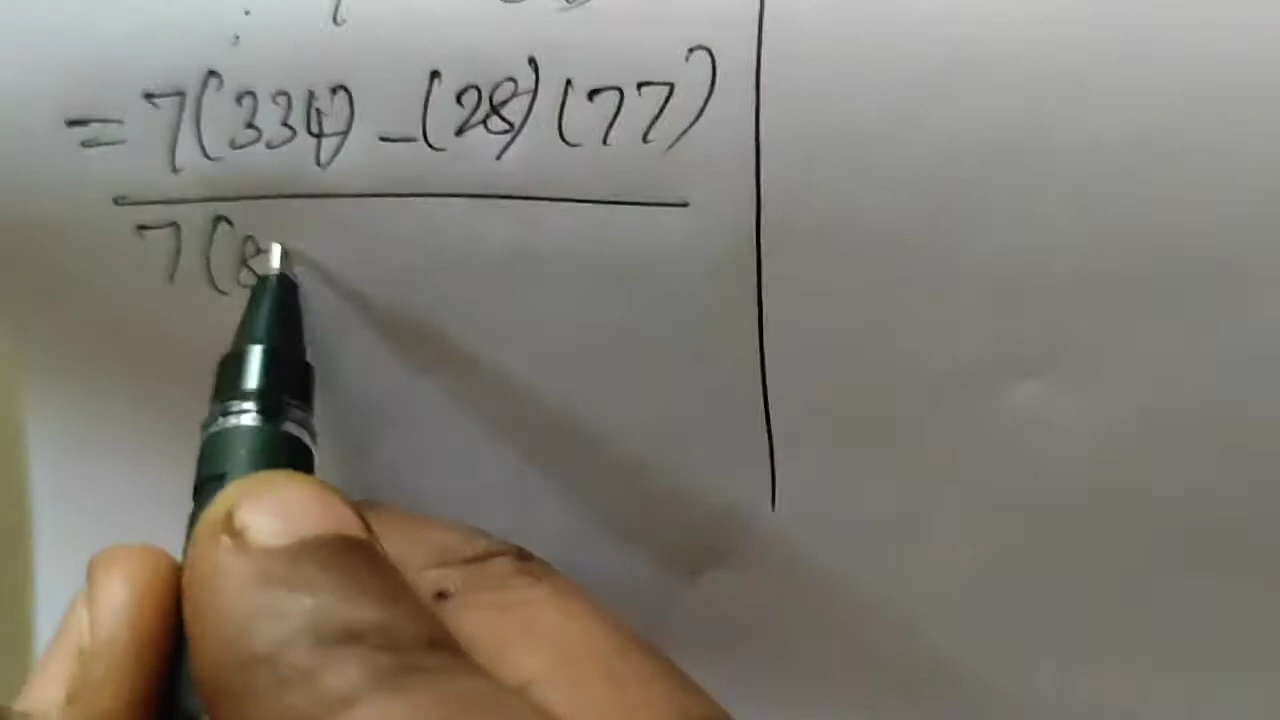 = 7(334) - (28) (77)
7 (8